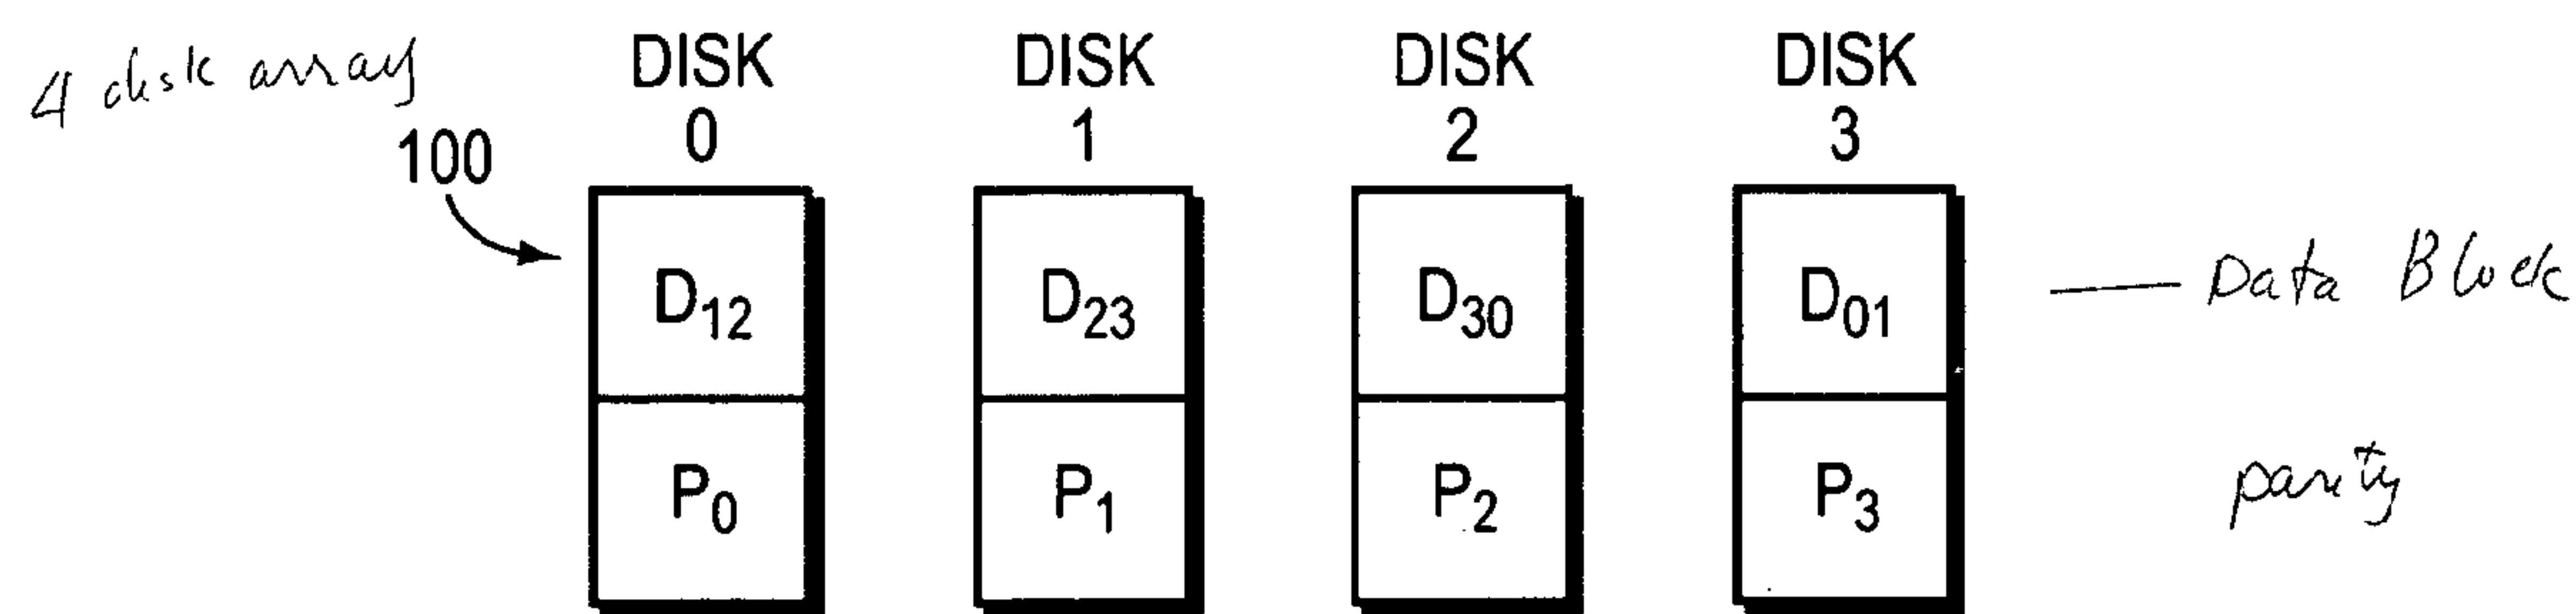 4 disk array
DISK DISK DISK DISK
0 1 2 3
100
D12 D23 D30 D01
— Data Block
P0 P1 P2 P3
parity